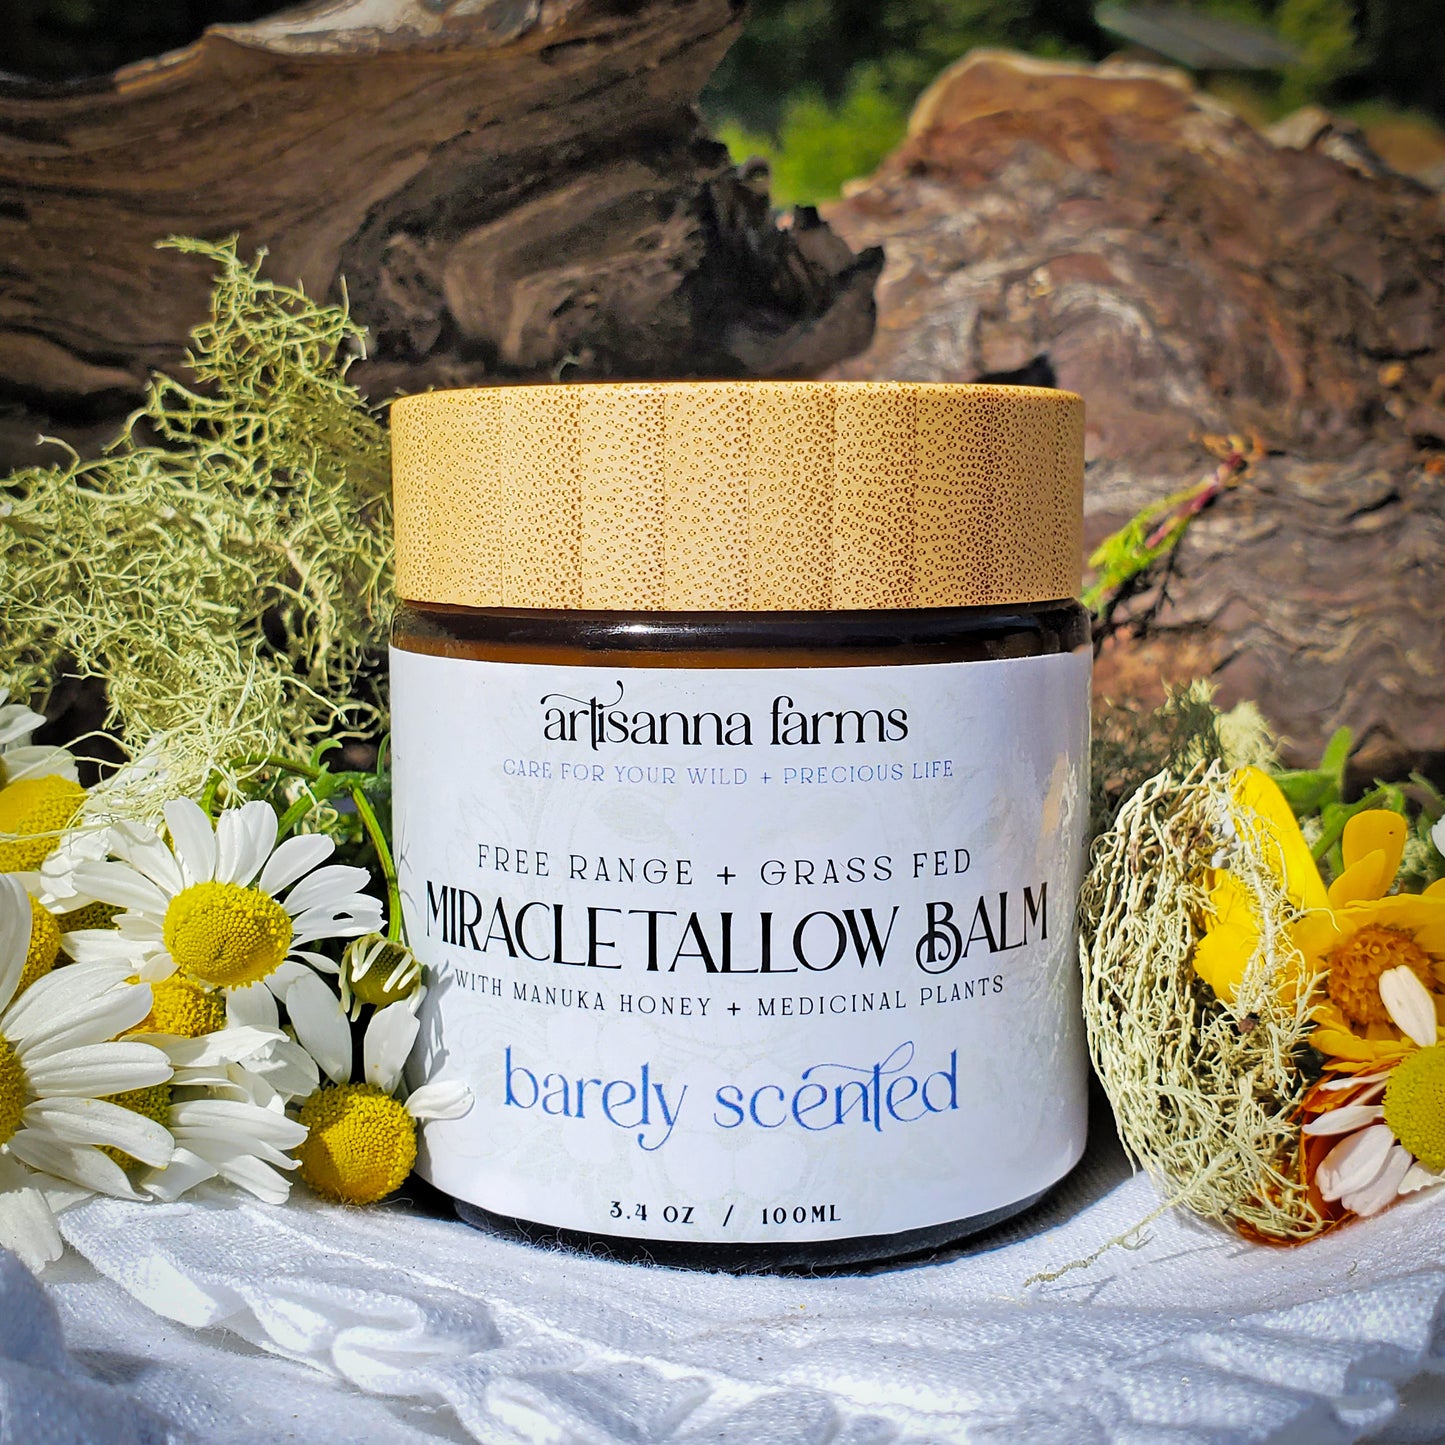 artisanna farms
CARE FOR YOUR WILD + PRECIOUS LIFE
FREE RANGE + GRASS FED
MIRACLE TALLOW BALM
WITH MANUKA HONEY + MEDICINAL PLANTS
barely scented
3.4 OZ / 100ML